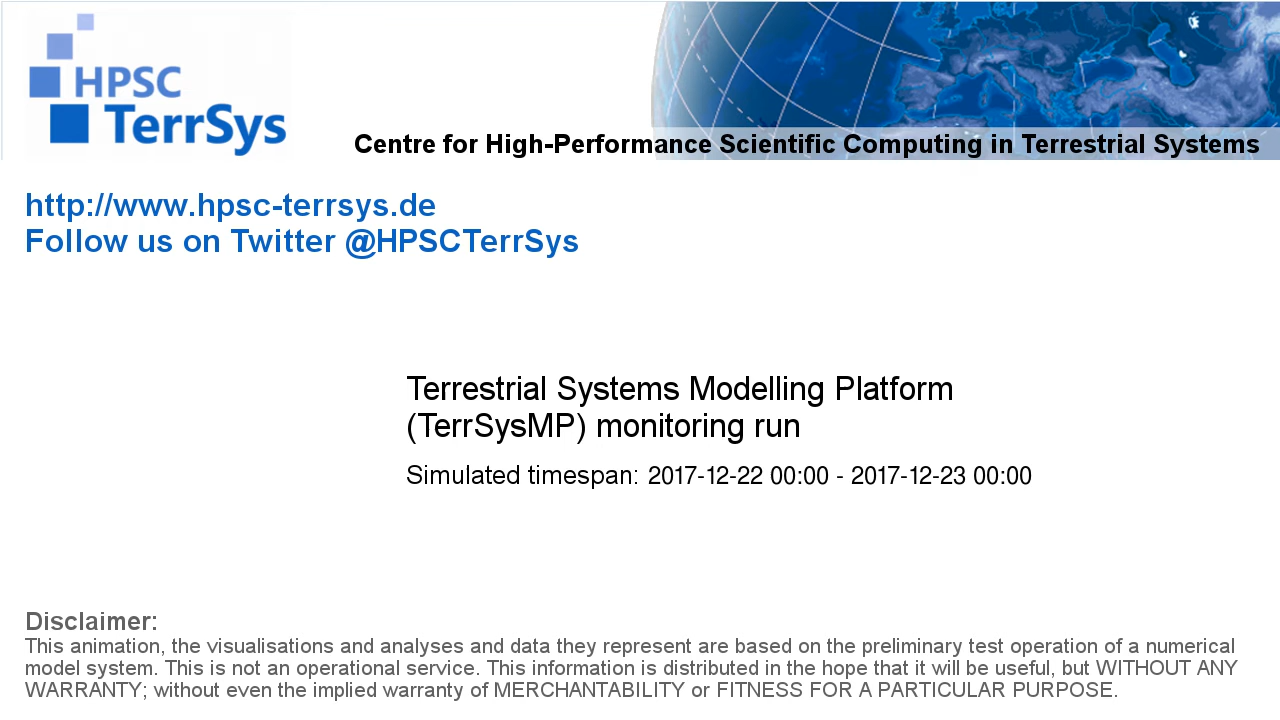 HPSC
TerrSys
Centre for High-Performance Scientific Computing in Terrestrial Systems
http://www.hpsc-terrsys.de
Follow us on Twitter @HPSCTerrSys
Terrestrial Systems Modelling Platform
(TerrSysMP) monitoring run
Simulated timespan: 2017-12-22 00:00 - 2017-12-23 00:00
Disclaimer:
This animation, the visualisations and analyses and data they represent are based on the preliminary test operation of a numerical
model system. This is not an operational service. This information is distributed in the hope that it will be useful, but WITHOUT ANY
WARRANTY; without even the implied warranty of MERCHANTABILITY or FITNESS FOR A PARTICULAR PURPOSE.